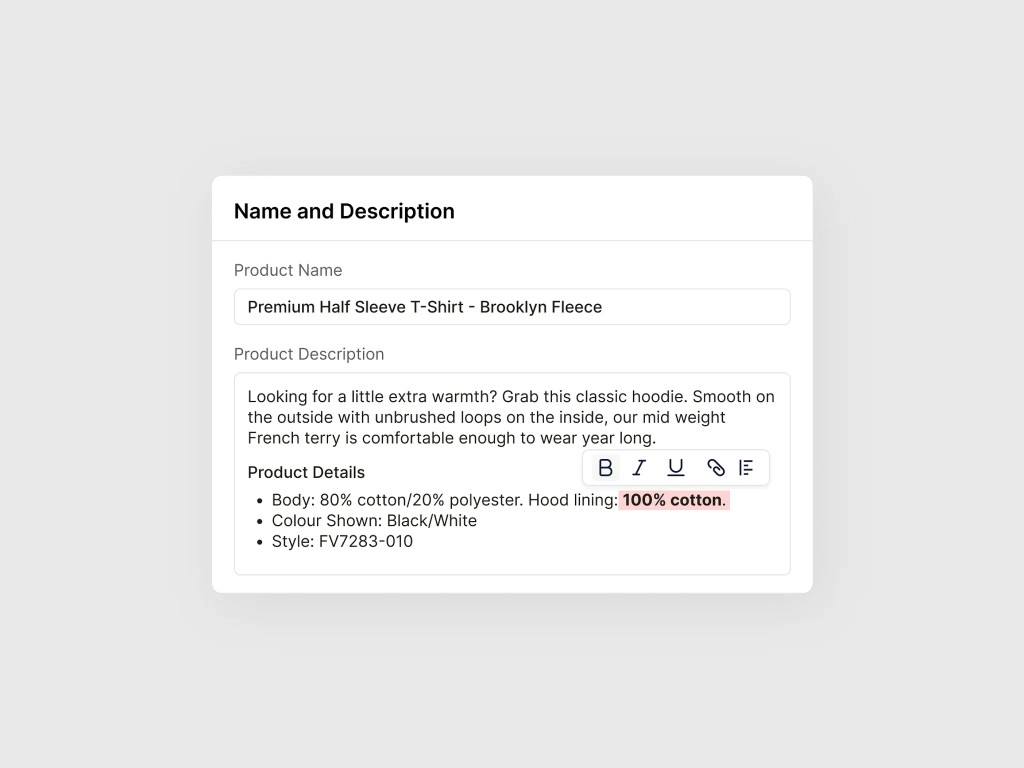 Name and Description
Product Name
Premium Half Sleeve T-Shirt - Brooklyn Fleece
Product Description
Looking for a little extra warmth? Grab this classic hoodie. Smooth on
the outside with unbrushed loops on the inside, our mid weight
French terry is comfortable enough to wear year long.
Product Details
B I U
• Body: 80% cotton/20% polyester. Hood lining: 100% cotton.
• Colour Shown: Black/White
• Style: FV7283-010